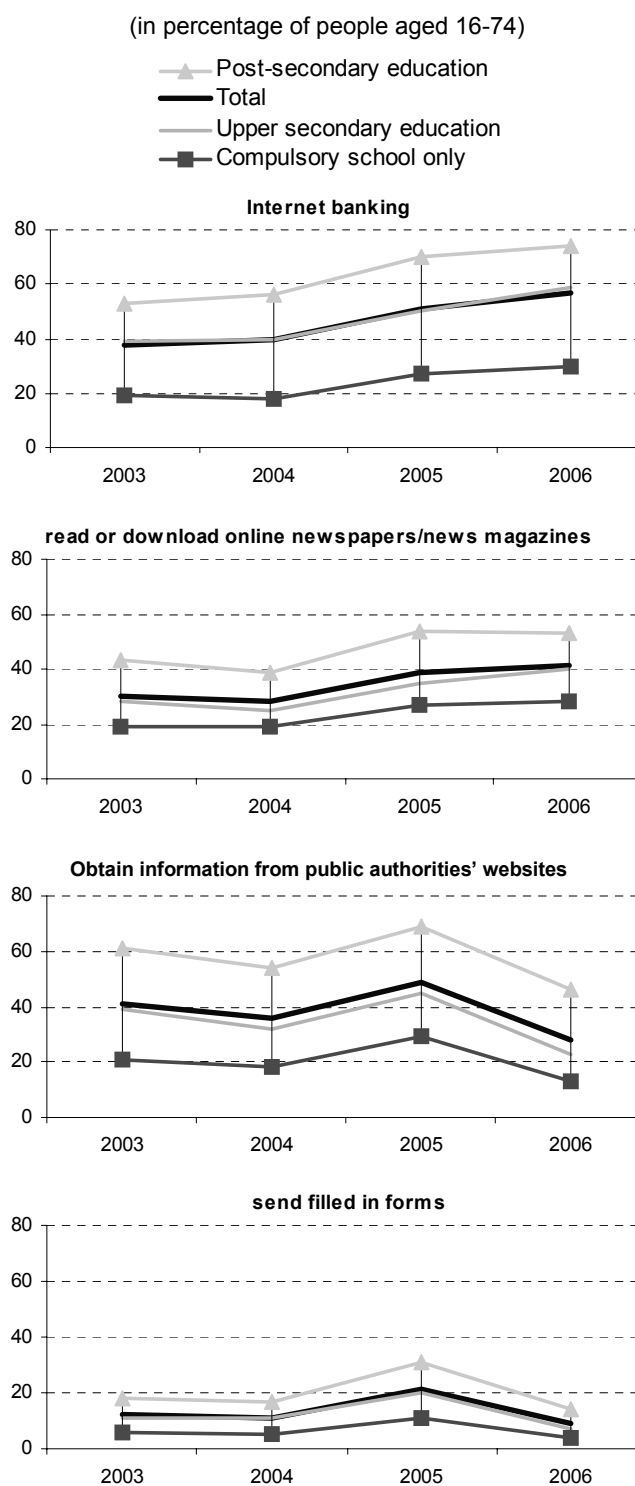 (in percentage of people aged 16-74)
Post-secondary education
Total
Upper secondary education
Compulsory school only
Internet banking
80
60
40
20
0
2003 2004 2005 2006
read or download online newspapers/news magazines
80
60
40
20
0
2003 2004 2005 2006
Obtain information from public authorities’ websites
80
60
40
20
0
2003 2004 2005 2006
send filled in forms
80
60
40
20
0
2003 2004 2005 2006